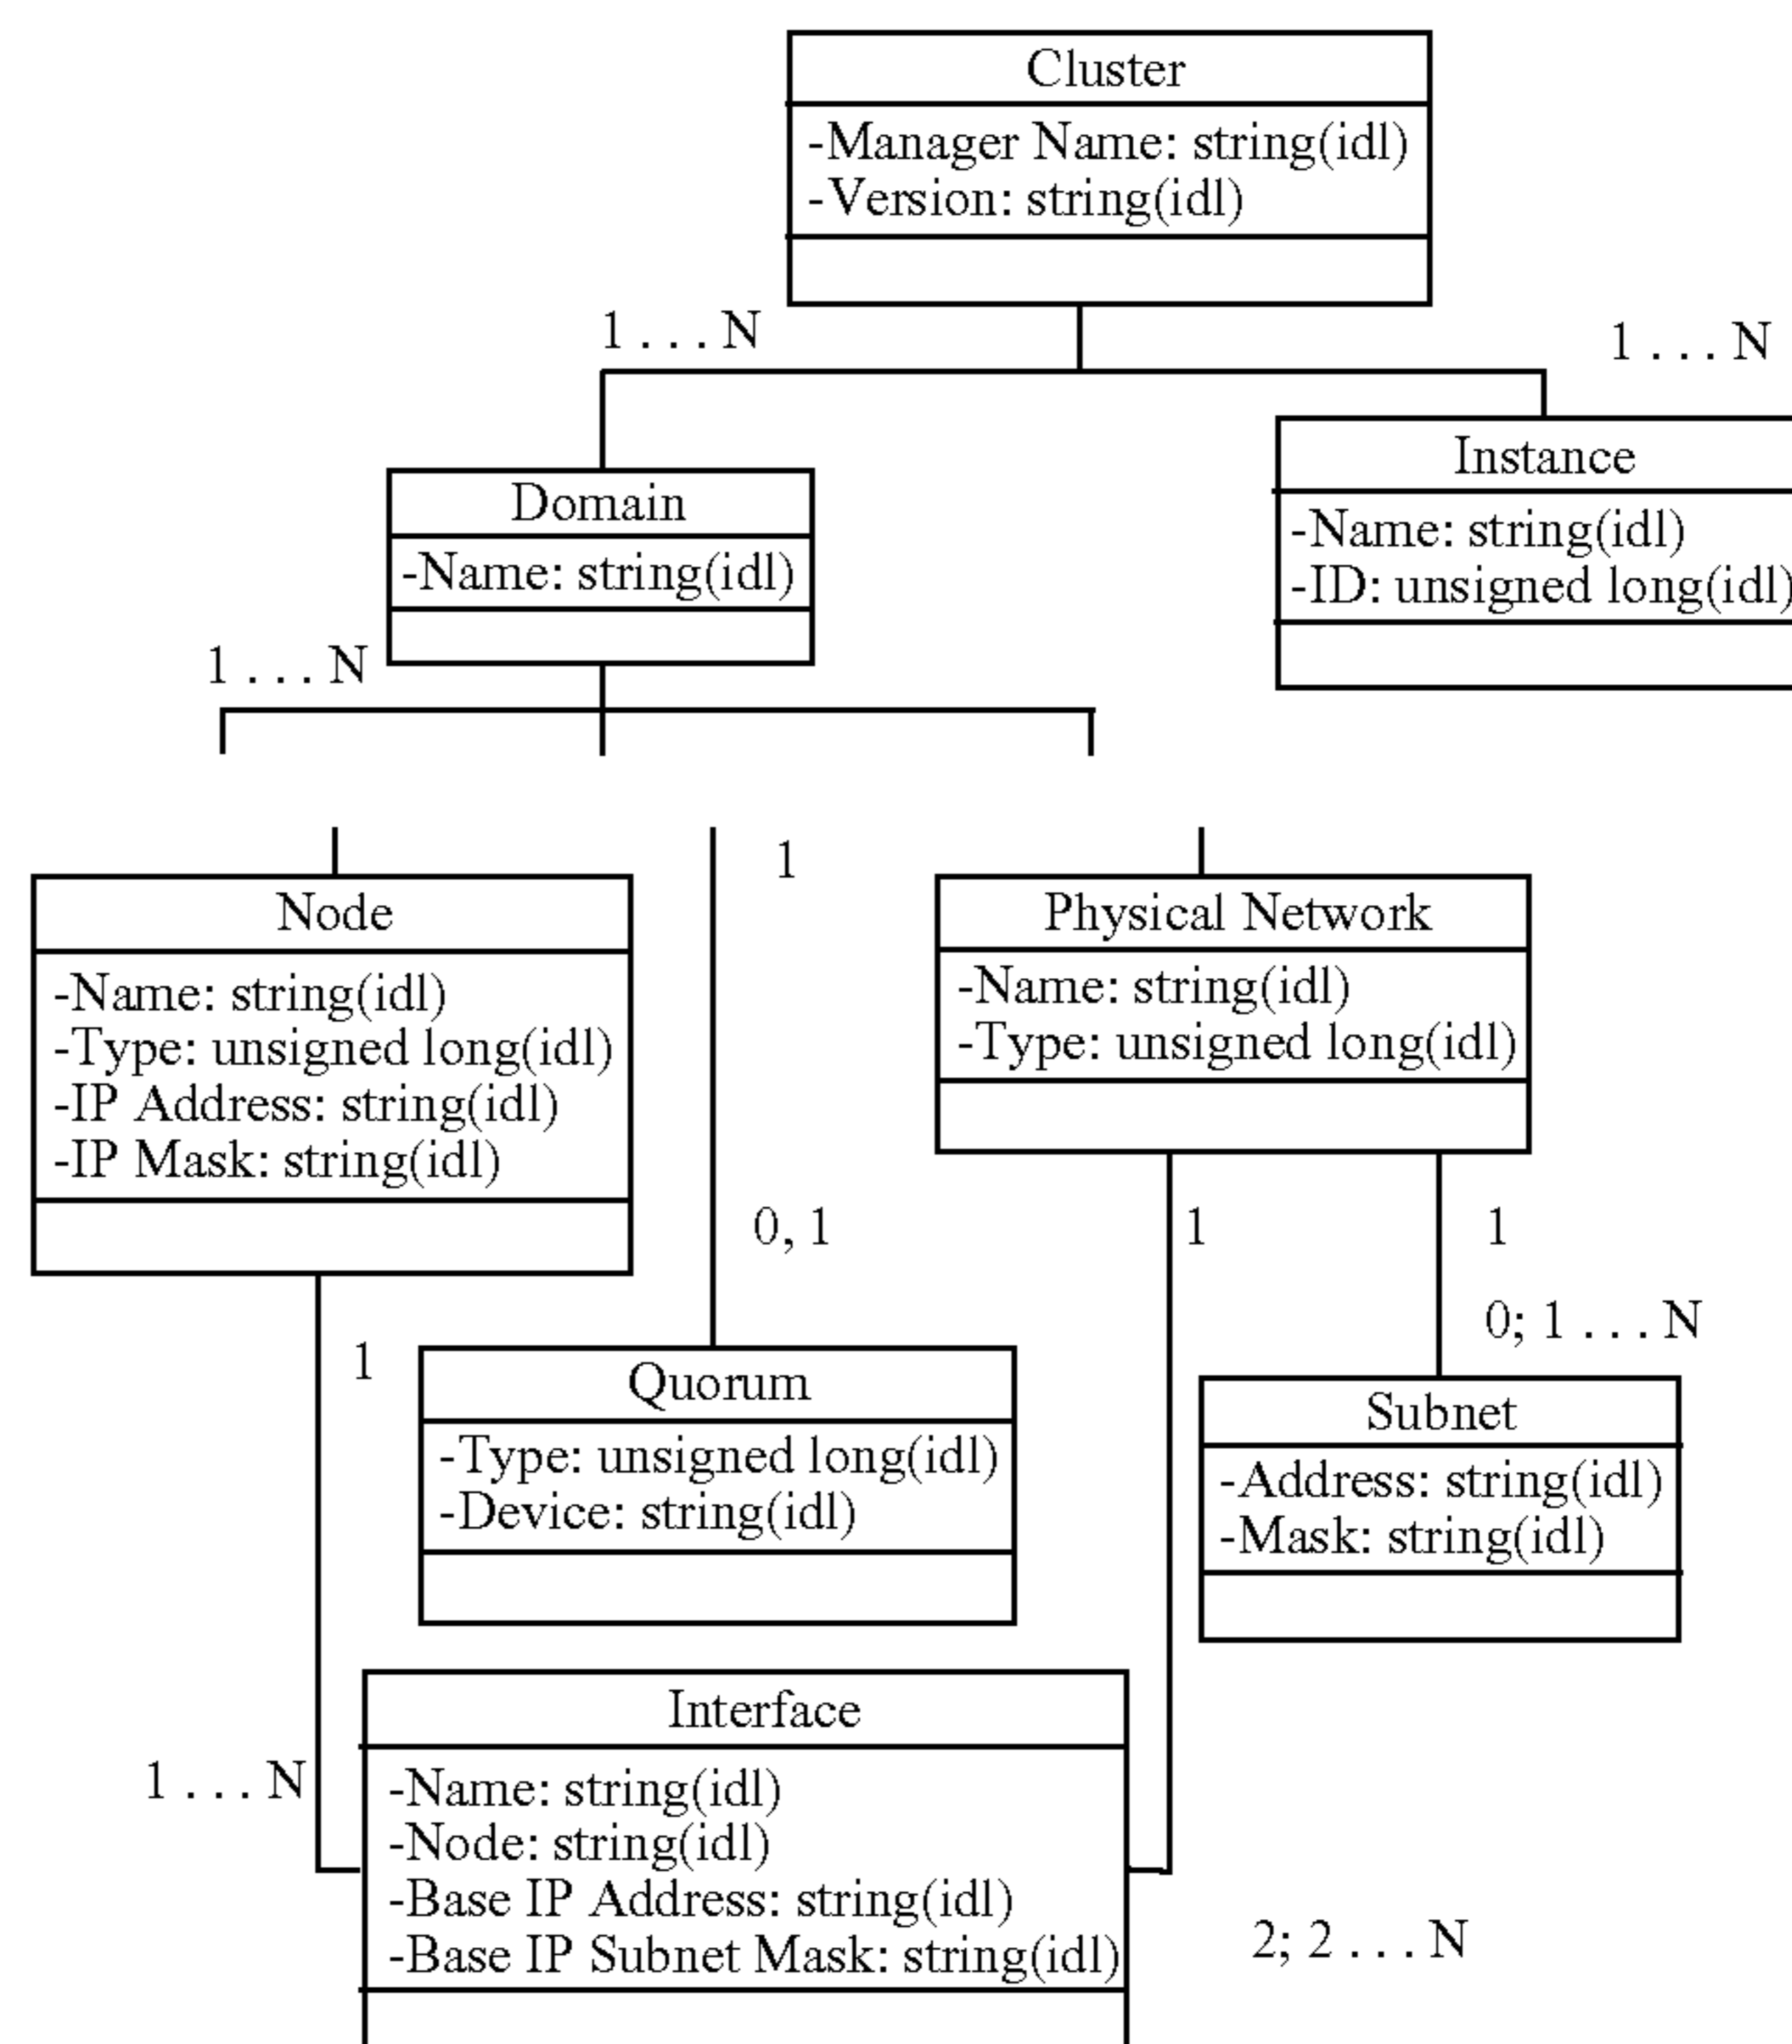 Cluster
-Manager Name: string(idl)
-Version: string(idl)
1 . . . N
1 . . . N
Instance
-Name: string(idl)
-ID: unsigned long(idl)
Domain
-Name: string(idl)
1 . . . N
1
Node
-Name: string(idl)
-Type: unsigned long(idl)
-IP Address: string(idl)
-IP Mask: string(idl)
Physical Network
-Name: string(idl)
-Type: unsigned long(idl)
0, 1
1
1
0; 1 . . . N
1
Quorum
-Type: unsigned long(idl)
-Device: string(idl)
Subnet
-Address: string(idl)
-Mask: string(idl)
Interface
1 . . . N
-Name: string(idl)
-Node: string(idl)
-Base IP Address: string(idl)
-Base IP Subnet Mask: string(idl)
2; 2 . . . N